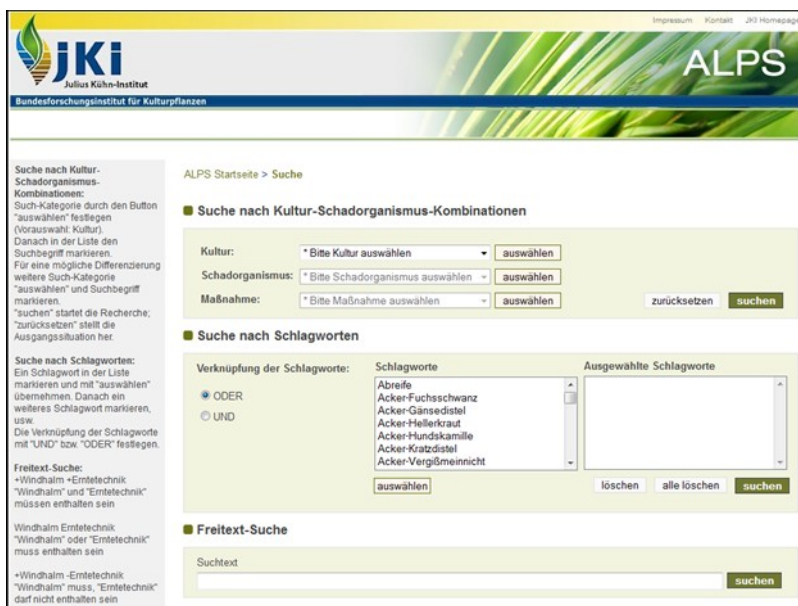 Impressum Kontakt JKI Homepage
JKi
Julius Kühn-Institut
ALPS
Bundesforschungsinstitut für Kulturpflanzen
Suche nach Kultur-
Schadorganismus-
Kombinationen:
Such-Kategorie durch den Button
"auswählen" festlegen
(Vorauswahl: Kultur).
Danach in der Liste den
Suchbegriff markieren.
Für eine mögliche Differenzierung
weitere Such-Kategorie
"auswählen" und Suchbegriff
markieren.
"suchen" startet die Recherche;
"zurücksetzen" stellt die
Ausgangssituation her.
Suche nach Schlagworten:
Ein Schlagwort in der Liste
markieren und mit "auswählen"
übernehmen. Danach ein
weiteres Schlagwort markieren,
usw.
Die Verknüpfung der Schlagworte
mit "UND" bzw. "ODER" festlegen.
Freitext-Suche:
+Windhalm +Erntetechnik
"Windhalm" und "Erntetechnik"
müssen enthalten sein
Windhalm Erntetechnik
"Windhalm" oder "Erntetechnik"
muss enthalten sein
+Windhalm -Erntetechnik
"Windhalm" muss, "Erntetechnik"
darf nicht enthalten sein
ALPS Startseite > Suche
Suche nach Kultur-Schadorganismus-Kombinationen
Kultur: * Bitte Kultur auswählen auswählen
Schadorganismus: * Bitte Schadorganismus auswählen auswählen
Maßnahme: * Bitte Maßnahme auswählen auswählen zurücksetzen suchen
Suche nach Schlagworten
Verknüpfung der Schlagworte: Schlagworte Ausgewählte Schlagworte
ODER
UND
Abreife
Acker-Fuchsschwanz
Acker-Gänsedistel
Acker-Hellerkraut
Acker-Hundskamille
Acker-Kratzdistel
Acker-Vergißmeinnicht
auswählen löschen alle löschen suchen
Freitext-Suche
Suchtext
suchen